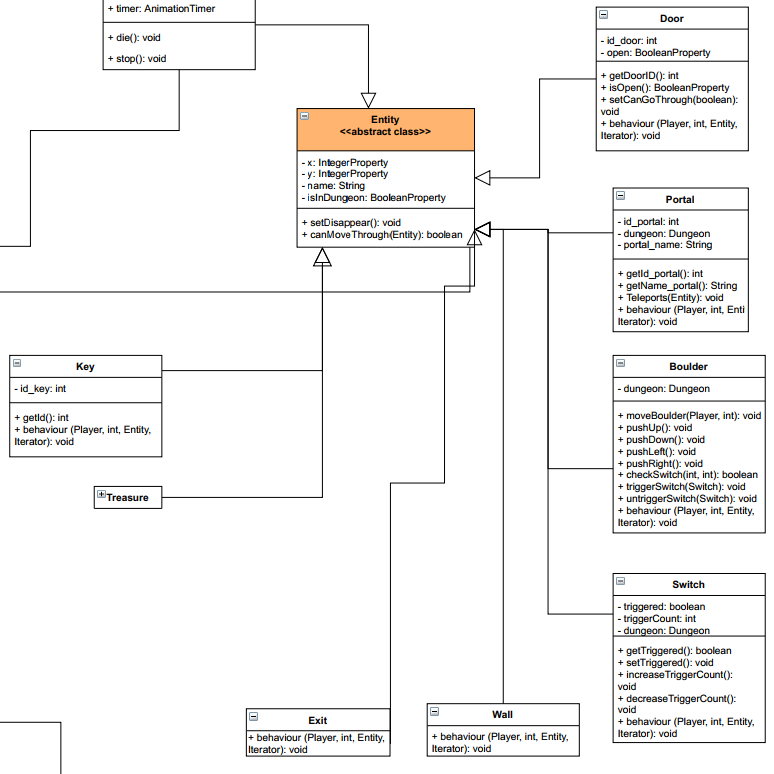 + timer: AnimationTimer
+ die(): void
+ stop(): void
Entity
<<abstract class>>
- x: IntegerProperty
- y: IntegerProperty
- name: String
- isInDungeon: BooleanProperty
+ setDisappear(): void
+ canMoveThrough(Entity): boolean
Door
- id_door: int
- open: BooleanProperty
+ getDoorID(): int
+ isOpen(): BooleanProperty
+ setCanGoThrough(boolean):
void
+ behaviour (Player, int, Entity,
Iterator): void
Portal
- id_portal: int
- dungeon: Dungeon
- portal_name: String
+ getId_portal(): int
+ getName_portal(): String
+ Teleports(Entity): void
+ behaviour (Player, int, Enti
Iterator): void
Key
- id_key: int
+ getId(): int
+ behaviour (Player, int, Entity,
Iterator): void
Treasure
Boulder
- dungeon: Dungeon
+ moveBoulder(Player, int): void
+ pushUp(): void
+ pushDown(): void
+ pushLeft(): void
+ pushRight(): void
+ checkSwitch(int, int): boolean
+ triggerSwitch(Switch): void
+ untriggerSwitch(Switch): void
+ behaviour (Player, int, Entity,
Iterator): void
Switch
- triggered: boolean
- triggerCount: int
- dungeon: Dungeon
+ getTriggered(): boolean
+ setTriggered(): void
+ increaseTriggerCount():
void
+ decreaseTriggerCount():
void
+ behaviour (Player, int, Entity,
Iterator): void
Exit
+ behaviour (Player, int, Entity,
Iterator): void
Wall
+ behaviour (Player, int, Entity,
Iterator): void